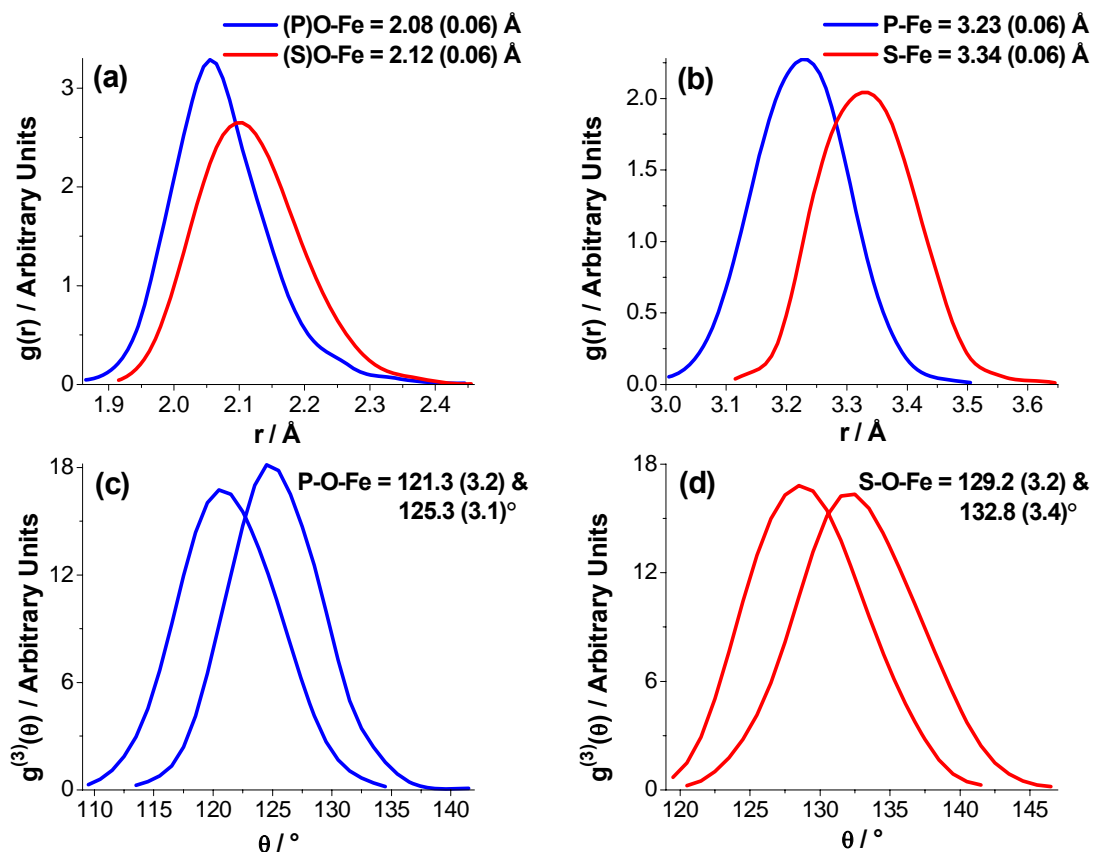 (P)O-Fe = 2.08 (0.06) Å
(S)O-Fe = 2.12 (0.06) Å
(a)
3
2
1
0
g(r) / Arbitrary Units
1.9 2.0 2.1 2.2 2.3 2.4
r / Å
P-Fe = 3.23 (0.06) Å
S-Fe = 3.34 (0.06) Å
(b)
2.0
1.5
1.0
0.5
0.0
g(r) / Arbitrary Units
3.0 3.1 3.2 3.3 3.4 3.5 3.6
r / Å
(c)
P-O-Fe = 121.3 (3.2) &
125.3 (3.1)°
18
12
6
0
g⁽³⁾(θ) / Arbitrary Units
110 115 120 125 130 135 140
θ / °
(d)
S-O-Fe = 129.2 (3.2) &
132.8 (3.4)°
18
12
6
0
g⁽³⁾(θ) / Arbitrary Units
120 125 130 135 140 145
θ / °